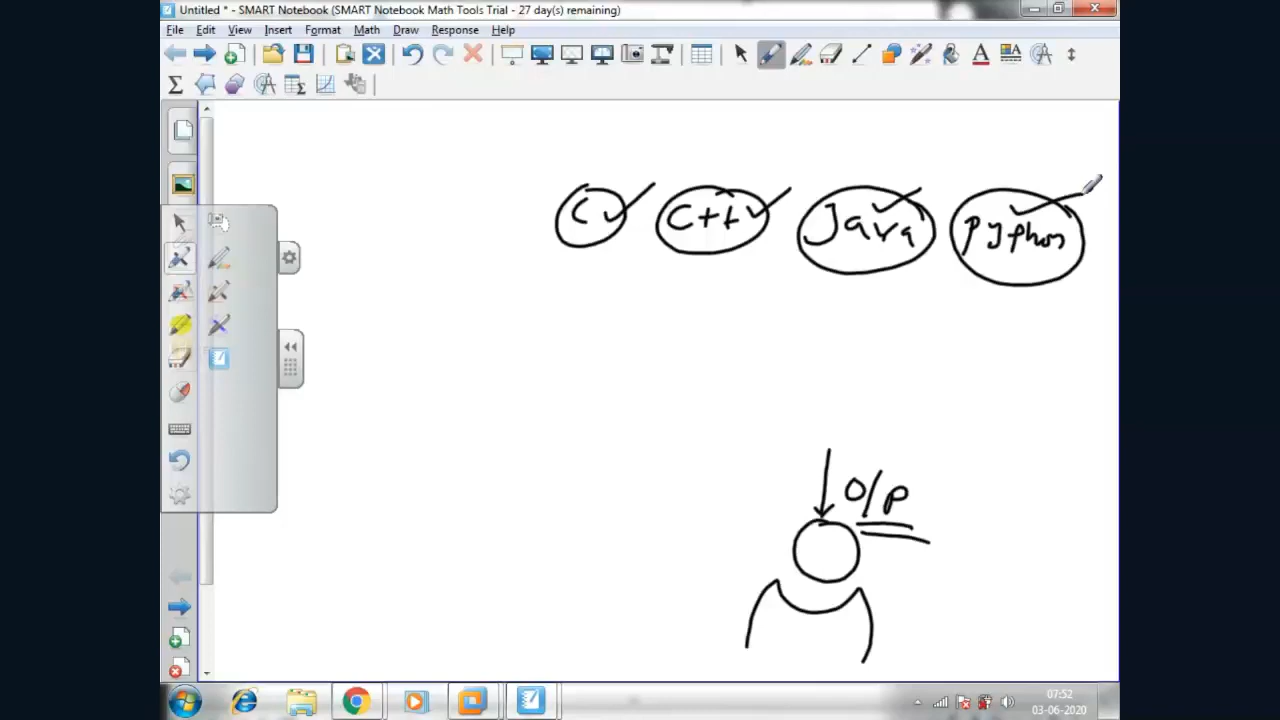 Untitled * - SMART Notebook (SMART Notebook Math Tools Trial - 27 day(s) remaining)
File Edit View Insert Format Math Draw Response Help
C C++ Java Python
O/P
07:52
03-06-2020